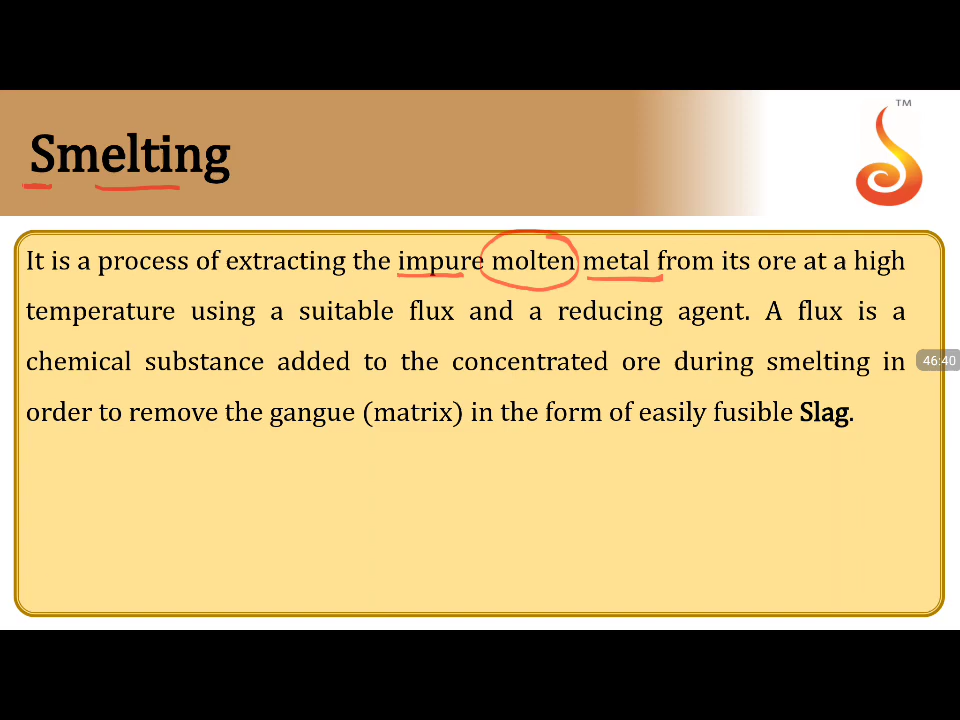 TM
Smelting
It is a process of extracting the impure molten metal from its ore at a high
temperature using a suitable flux and a reducing agent. A flux is a
chemical substance added to the concentrated ore during smelting in
46:40
order to remove the gangue (matrix) in the form of easily fusible Slag.